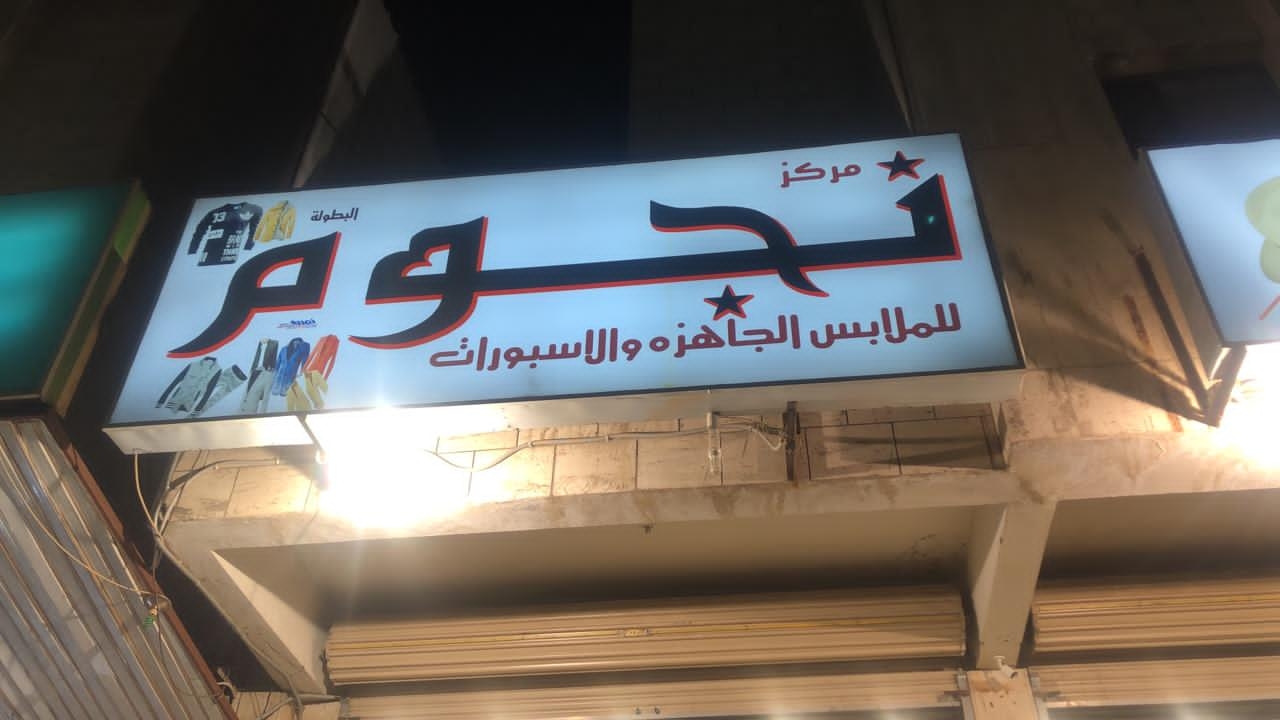 مركز
نجوم
البطولة
للملابس الجاهزه والاسبورات